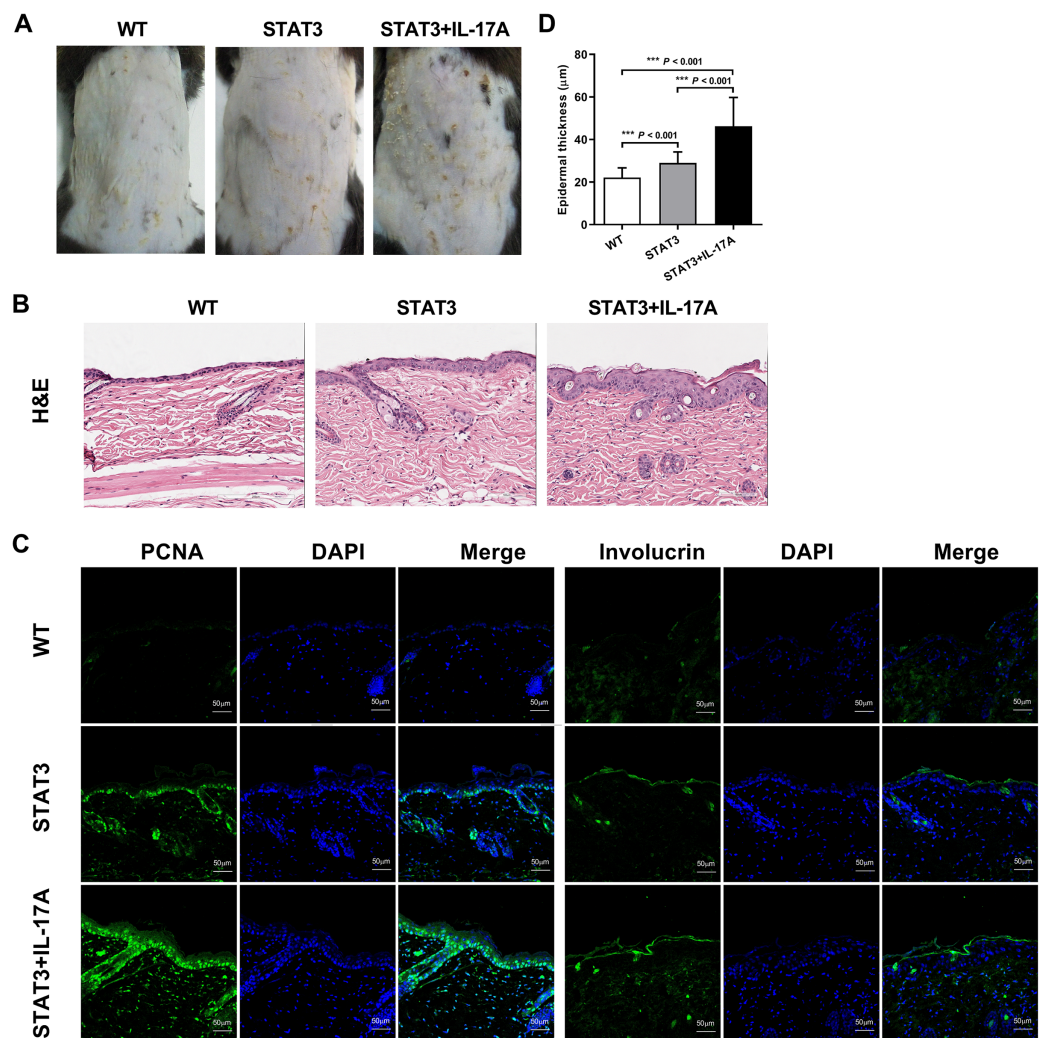 A
WT
STAT3
STAT3+IL-17A
D
Epidermal thickness (μm)
80
60
40
20
0
*** P < 0.001
*** P < 0.001
*** P < 0.001
WT
STAT3
STAT3+IL-17A
B
WT
STAT3
STAT3+IL-17A
H&E
C
PCNA
DAPI
Merge
Involucrin
DAPI
Merge
WT
50μm
50μm
50μm
50μm
50μm
50μm
STAT3
50μm
50μm
50μm
50μm
50μm
50μm
STAT3+IL-17A
50μm
50μm
50μm
50μm
50μm
50μm